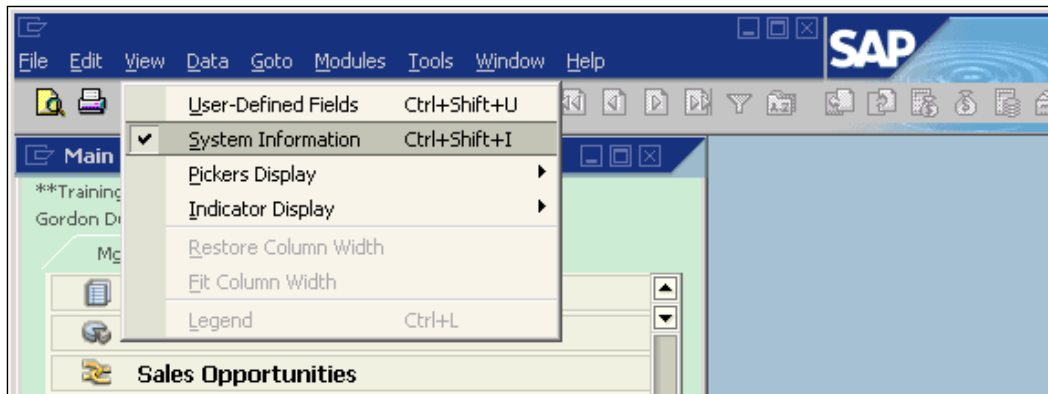 SAP
File Edit View Data Goto Modules Tools Window Help
User-Defined Fields Ctrl+Shift+U
System Information Ctrl+Shift+I
Main
Pickers Display
**Training
Indicator Display
Gordon
Restore Column Width
Fit Column Width
Legend Ctrl+L
Sales Opportunities